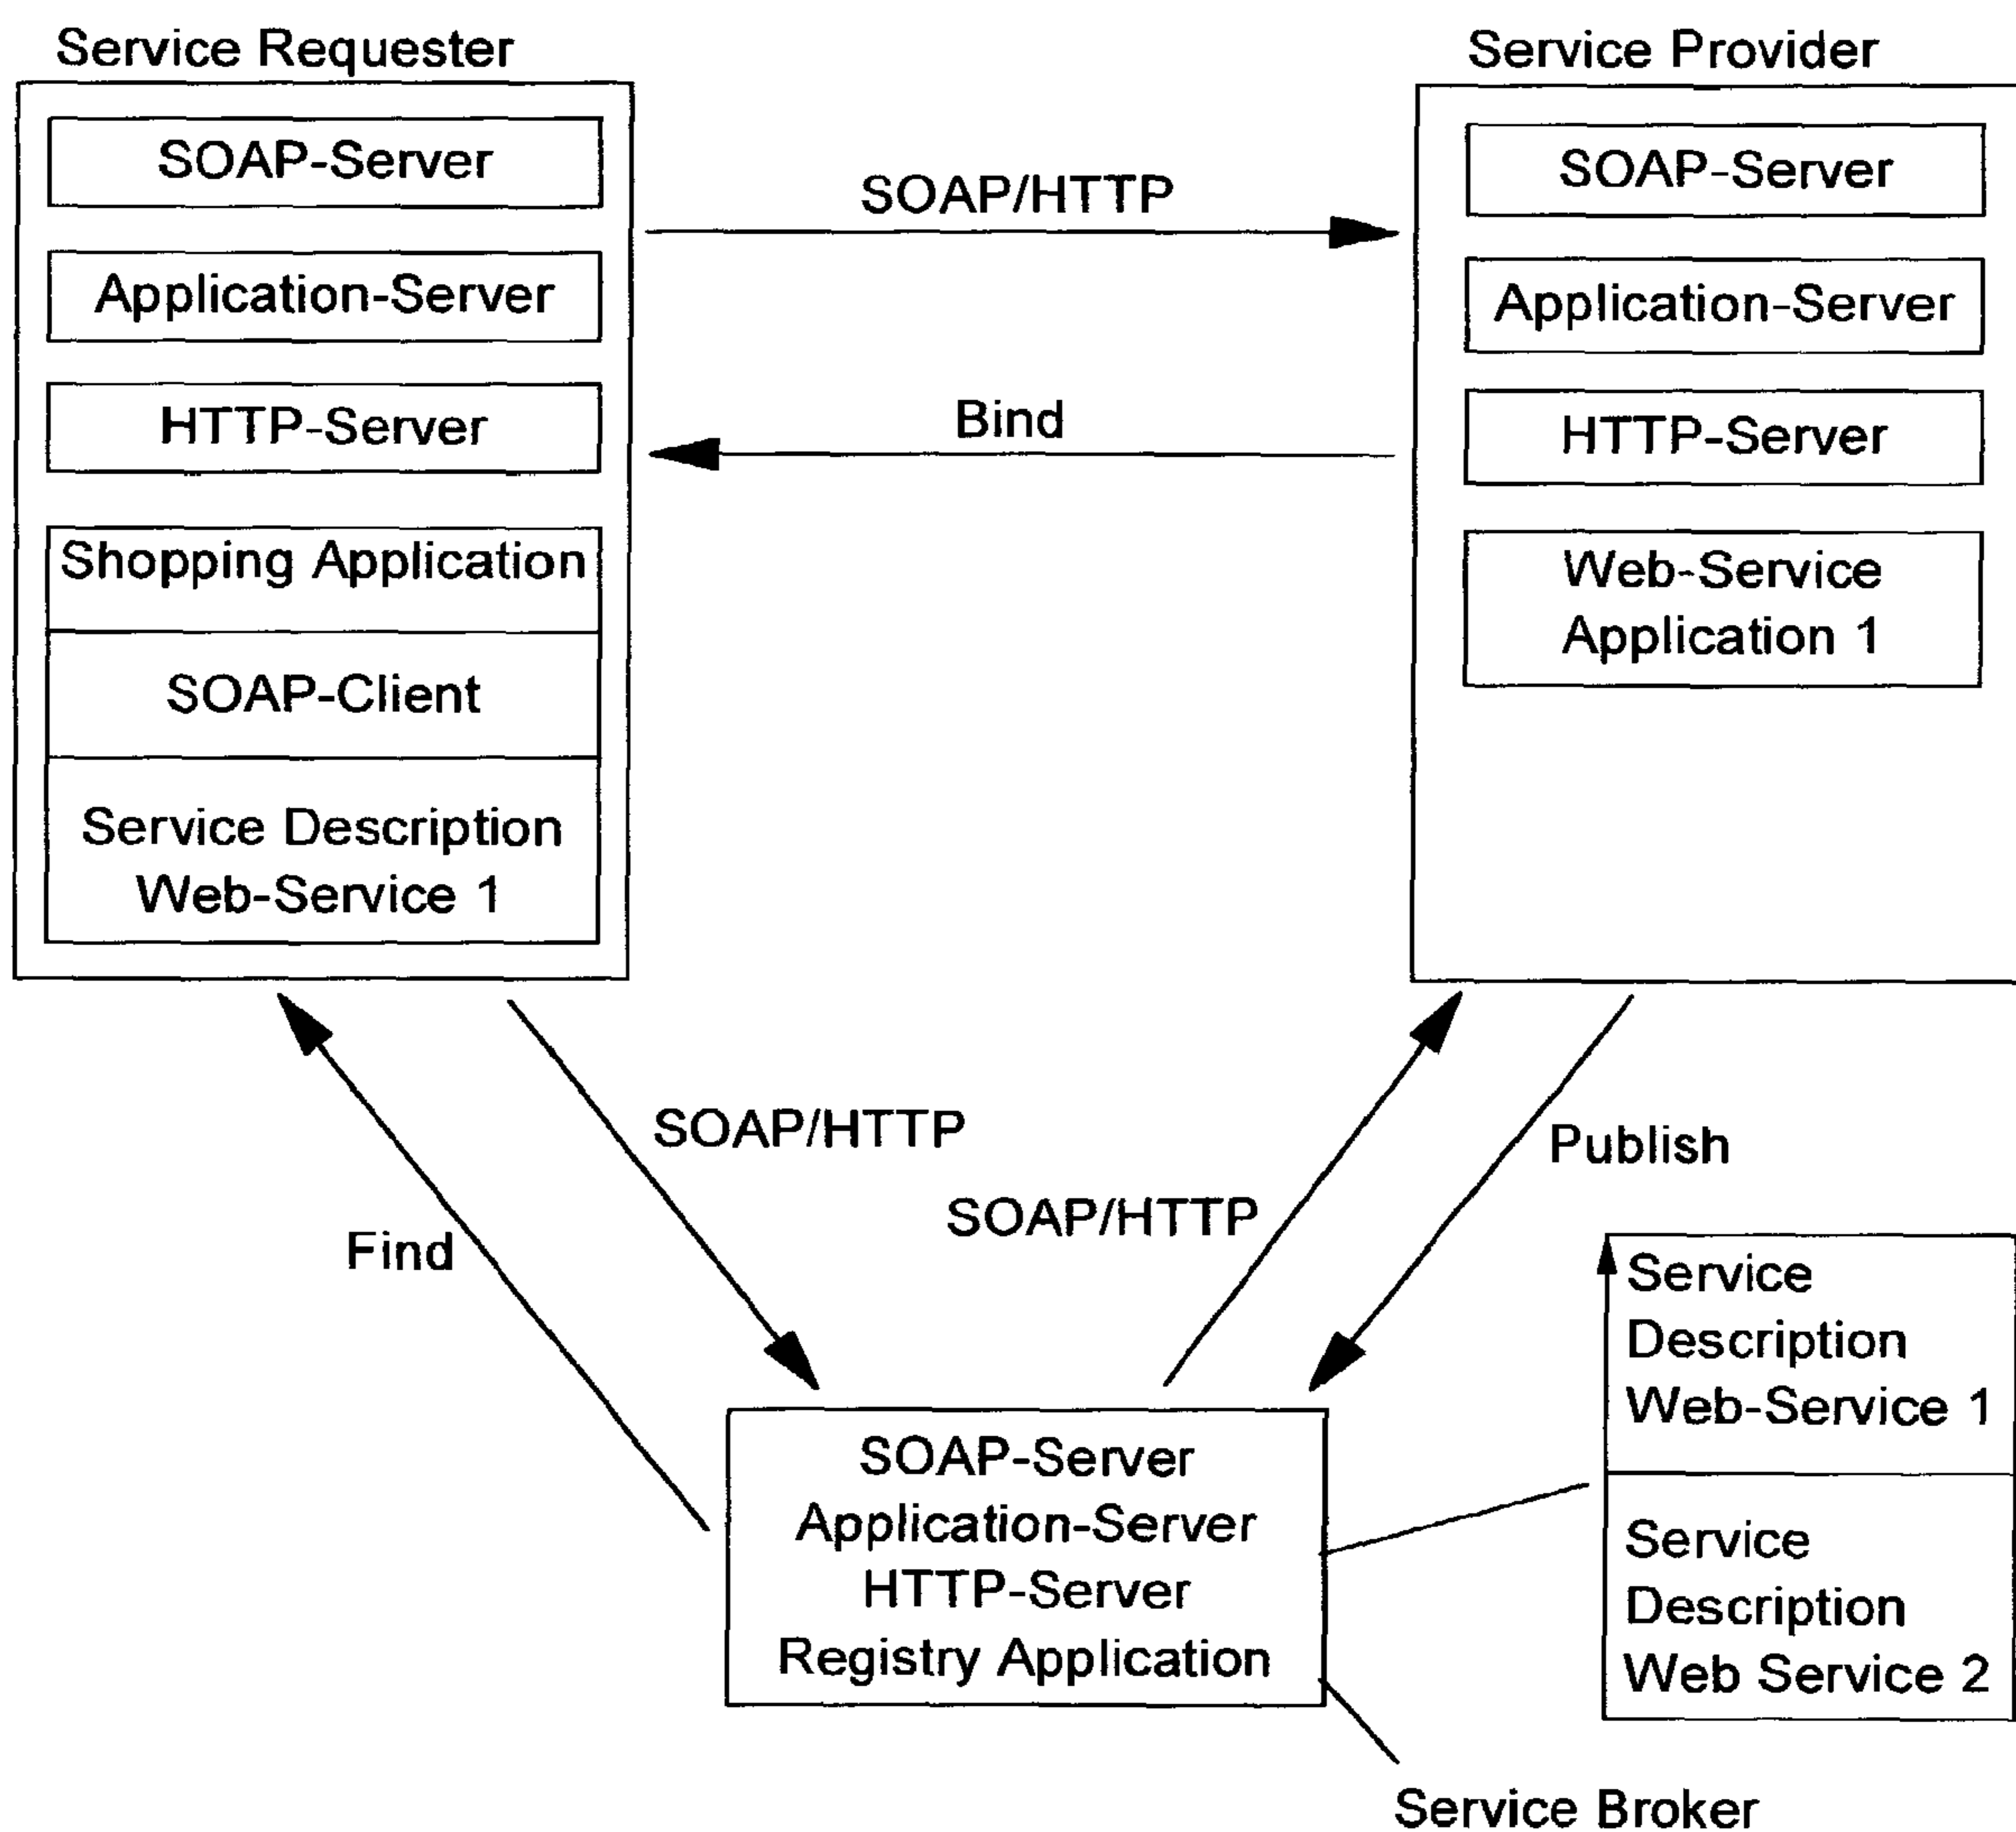 Service Requester
Service Provider
SOAP-Server
Application-Server
HTTP-Server
Shopping Application
SOAP-Client
Service Description
Web-Service 1
SOAP/HTTP
Bind
SOAP-Server
Application-Server
HTTP-Server
Web-Service
Application 1
Find
SOAP/HTTP
SOAP/HTTP
Publish
SOAP-Server
Application-Server
HTTP-Server
Registry Application
Service
Description
Web-Service 1
Service
Description
Web Service 2
Service Broker